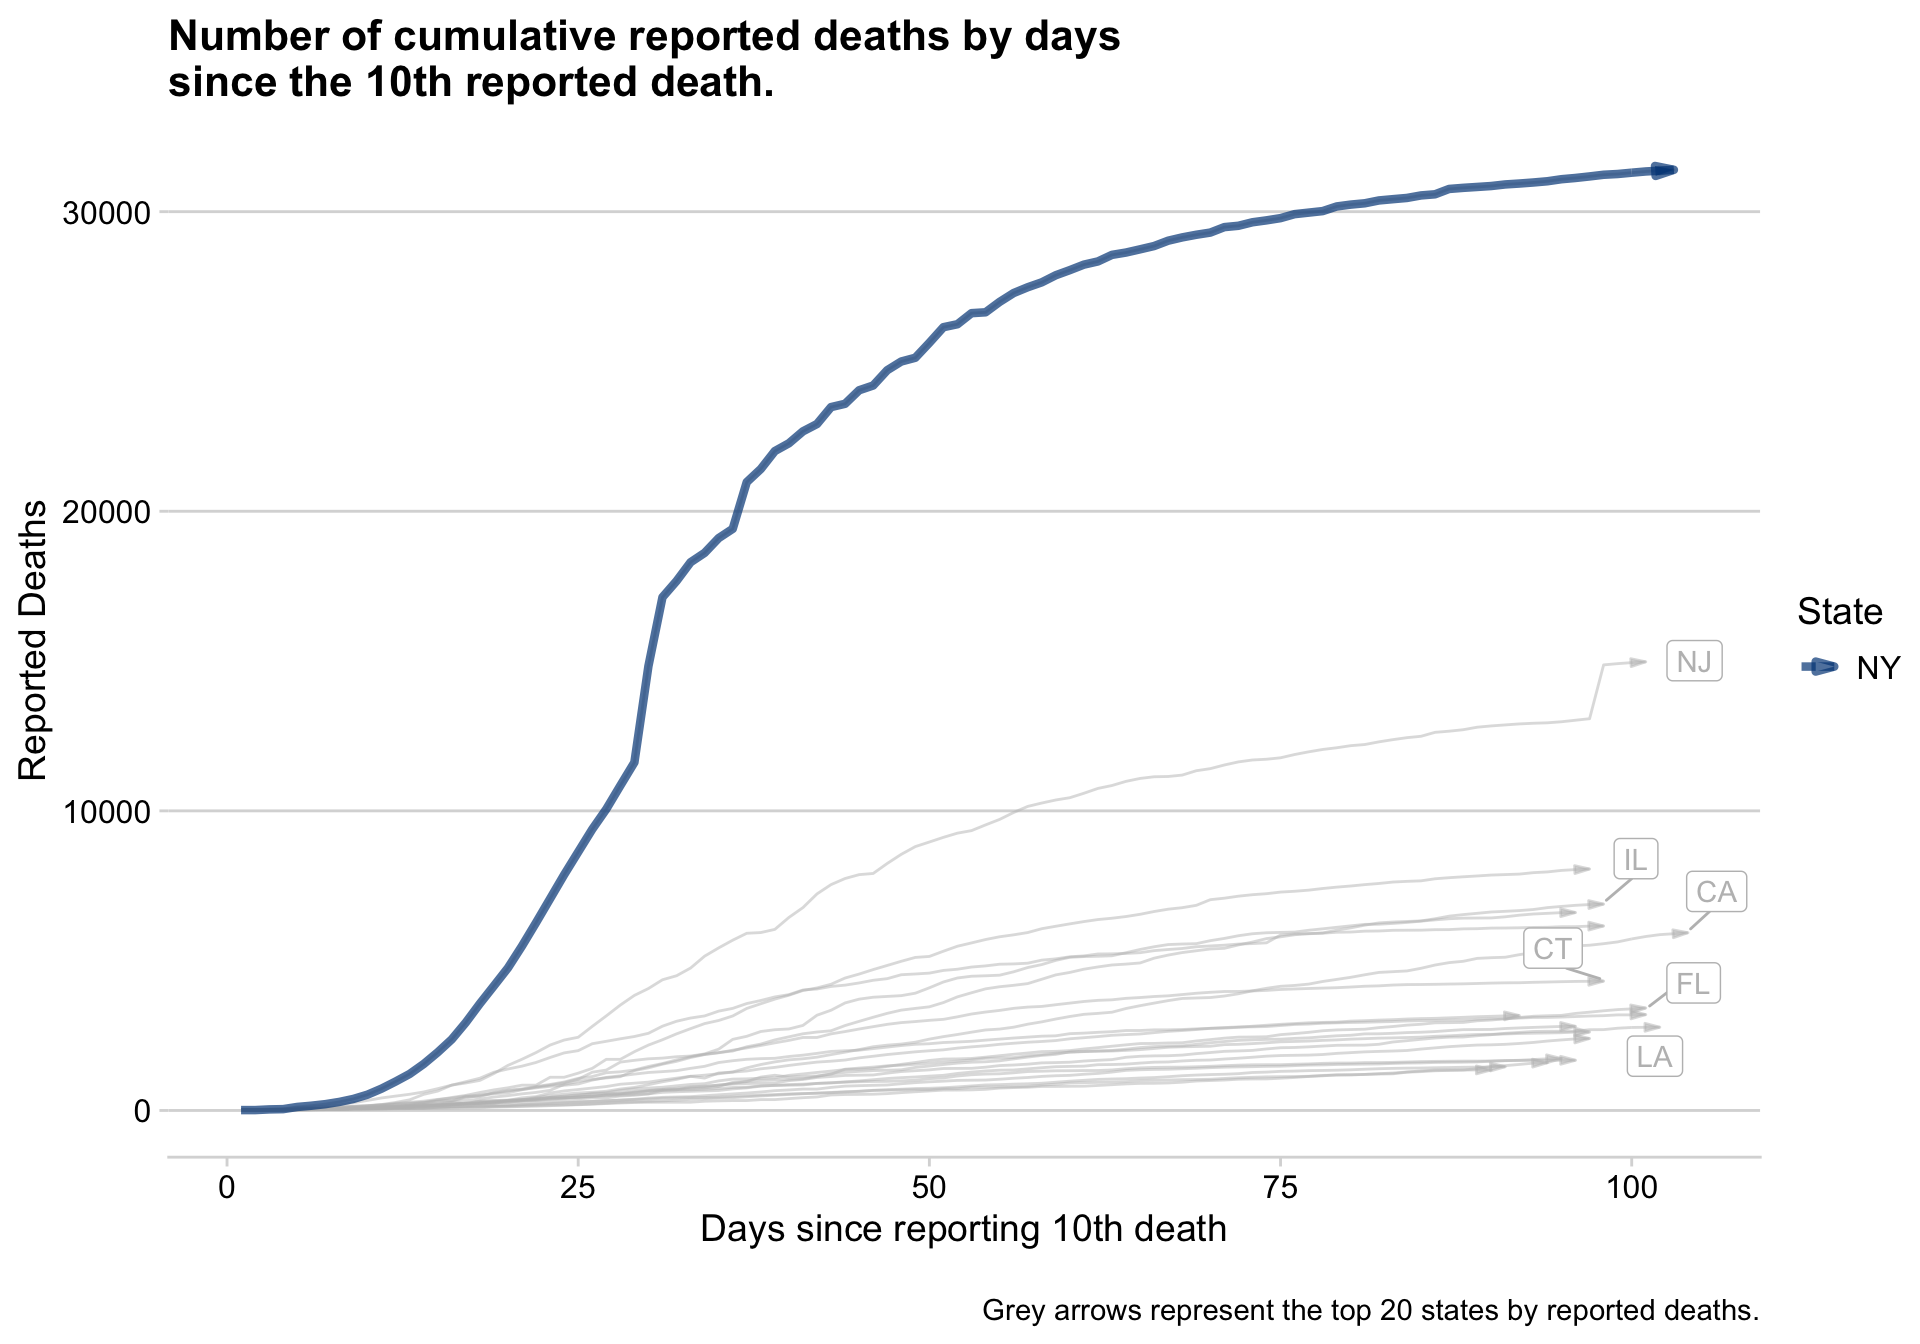 Number of cumulative reported deaths by days
since the 10th reported death.
Reported Deaths
30000
20000
10000
0
NJ
IL
CA
CT
FL
LA
State
NY
0
25
50
75
100
Days since reporting 10th death
Grey arrows represent the top 20 states by reported deaths.